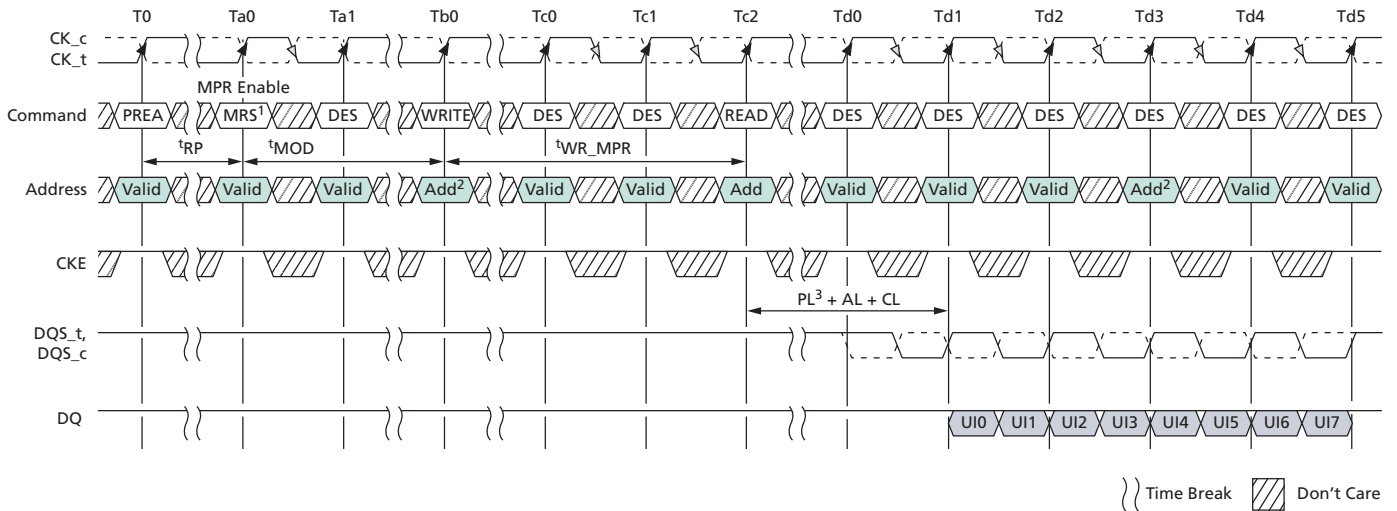 T0 Ta0 Ta1 Tb0 Tc0 Tc1 Tc2 Td0 Td1 Td2 Td3 Td4 Td5
CK_c
CK_t
MPR Enable
Command PREA MRS¹ DES WRITE DES DES READ DES DES DES DES DES DES
tRP tMOD tWR_MPR
Address Valid Valid Valid Add² Valid Valid Add Valid Valid Valid Add² Valid Valid
CKE
PL³ + AL + CL
DQS_t,
DQS_c
DQ UI0 UI1 UI2 UI3 UI4 UI5 UI6 UI7
Time Break Don't Care